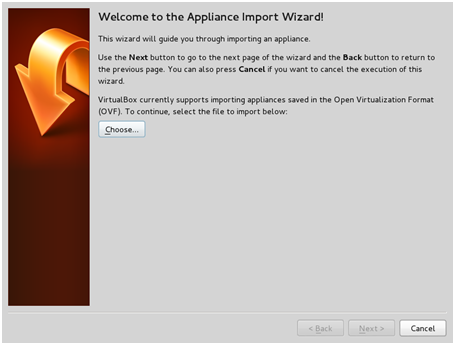 Welcome to the Appliance Import Wizard!
This wizard will guide you through importing an appliance.
Use the Next button to go to the next page of the wizard and the Back button to return
to the previous page. You can also press Cancel if you want to cancel the execution of this
wizard.
VirtualBox currently supports importing appliances saved in the Open Virtualization Format
(OVF). To continue, select the file to import below:
Choose...
< Back Next > Cancel